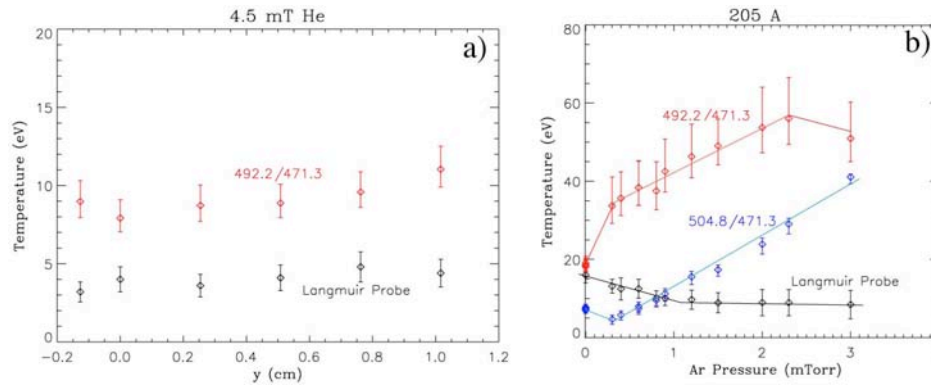 4.5 mT He
a)
20
15
10
5
0
Temperature (eV)
492.2/471.3
Langmuir Probe
-0.2 0.0 0.2 0.4 0.6 0.8 1.0 1.2
y (cm)
205 A
b)
80
60
40
20
0
Temperature (eV)
492.2/471.3
504.8/471.3
Langmuir Probe
0 1 2 3
Ar Pressure (mTorr)